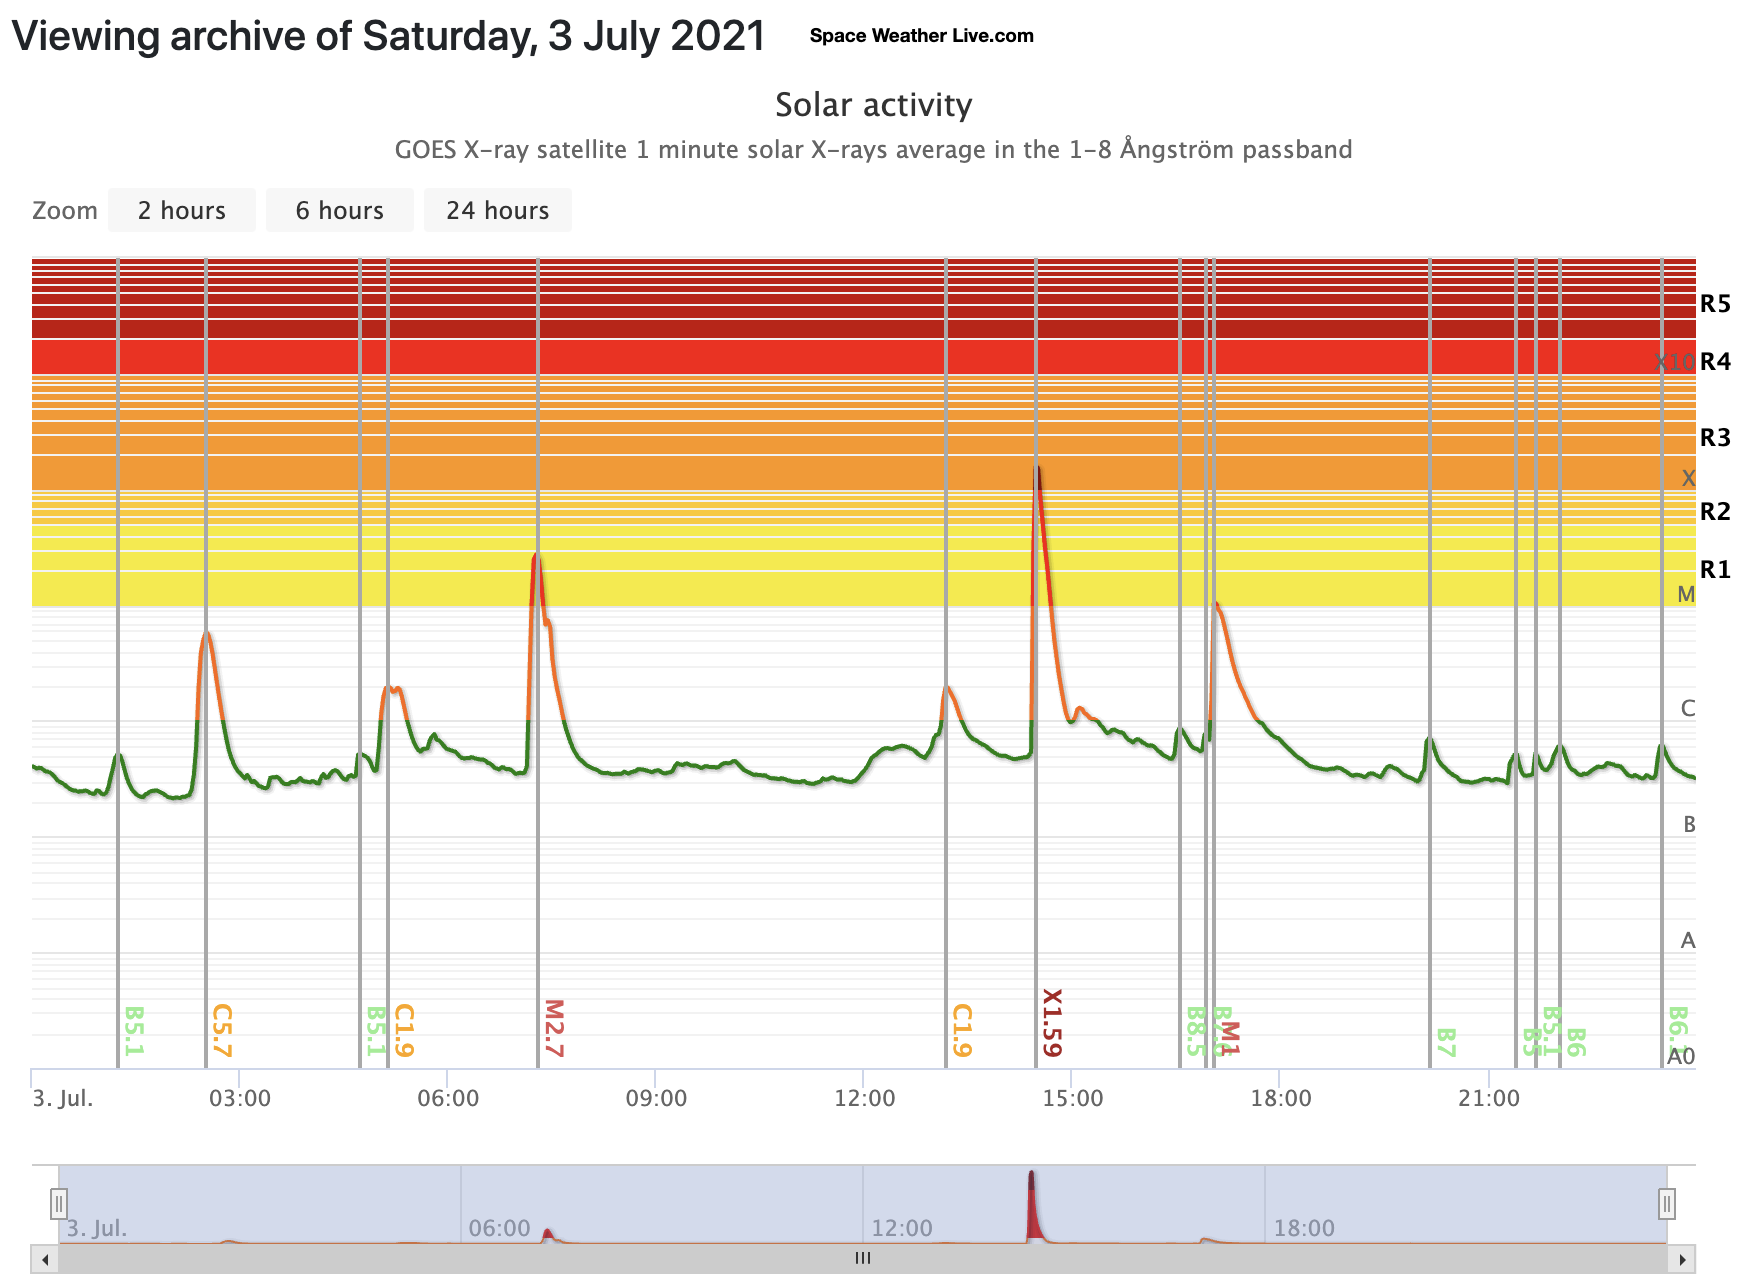 Viewing archive of Saturday, 3 July 2021
Space Weather Live.com
Solar activity
GOES X-ray satellite 1 minute solar X-rays average in the 1-8 Ångström passband
Zoom 2 hours 6 hours 24 hours
R5
X10 R4
R3
X
R2
R1
M
C
B
A
B5.1 C5.7 B5.1 C1.9 M2.7 C1.9 X1.59 B8.5 M1 B7 B5 B5.1 B6 B6.1
A0
3. Jul. 03:00 06:00 09:00 12:00 15:00 18:00 21:00
3. Jul. 06:00 12:00 18:00